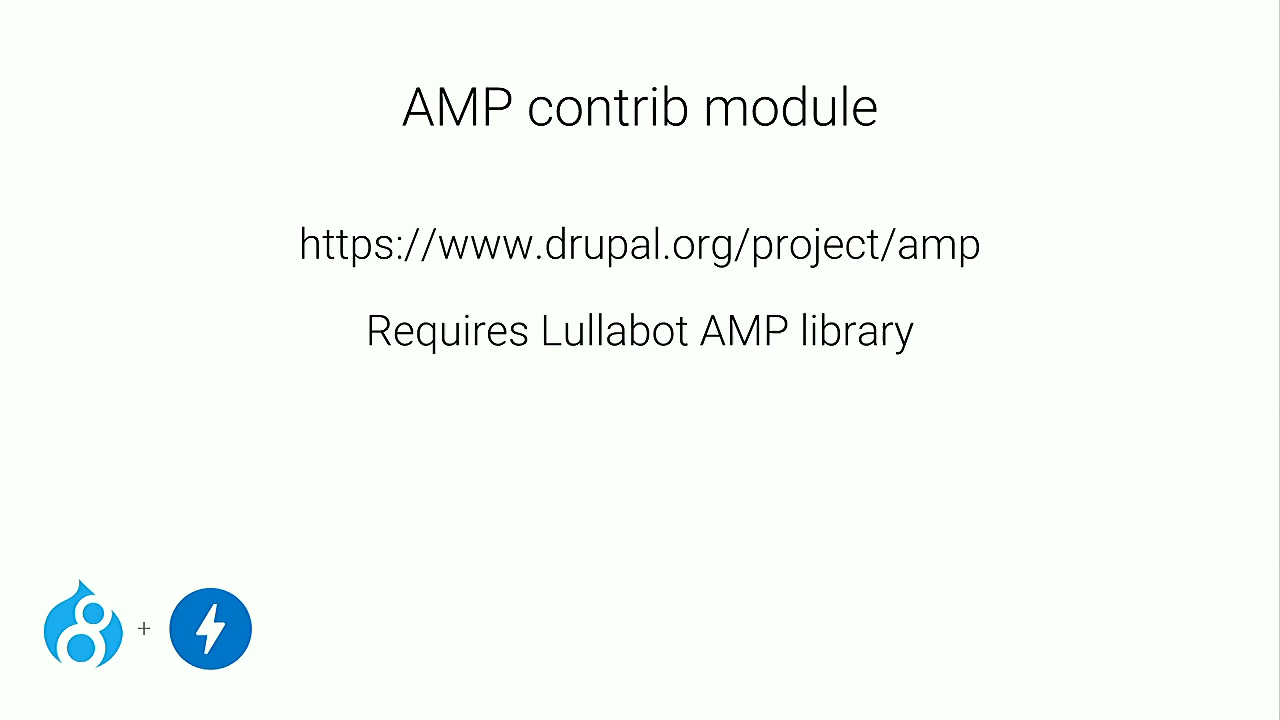 AMP contrib module
https://www.drupal.org/project/amp
Requires Lullabot AMP library
+